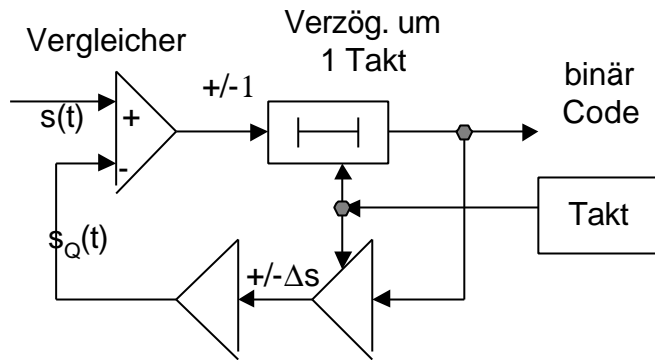 Vergleicher
Verzög. um
1 Takt
binär
Code
+/-1
s(t)
+
-
Takt
s_Q(t)
+/-Δs